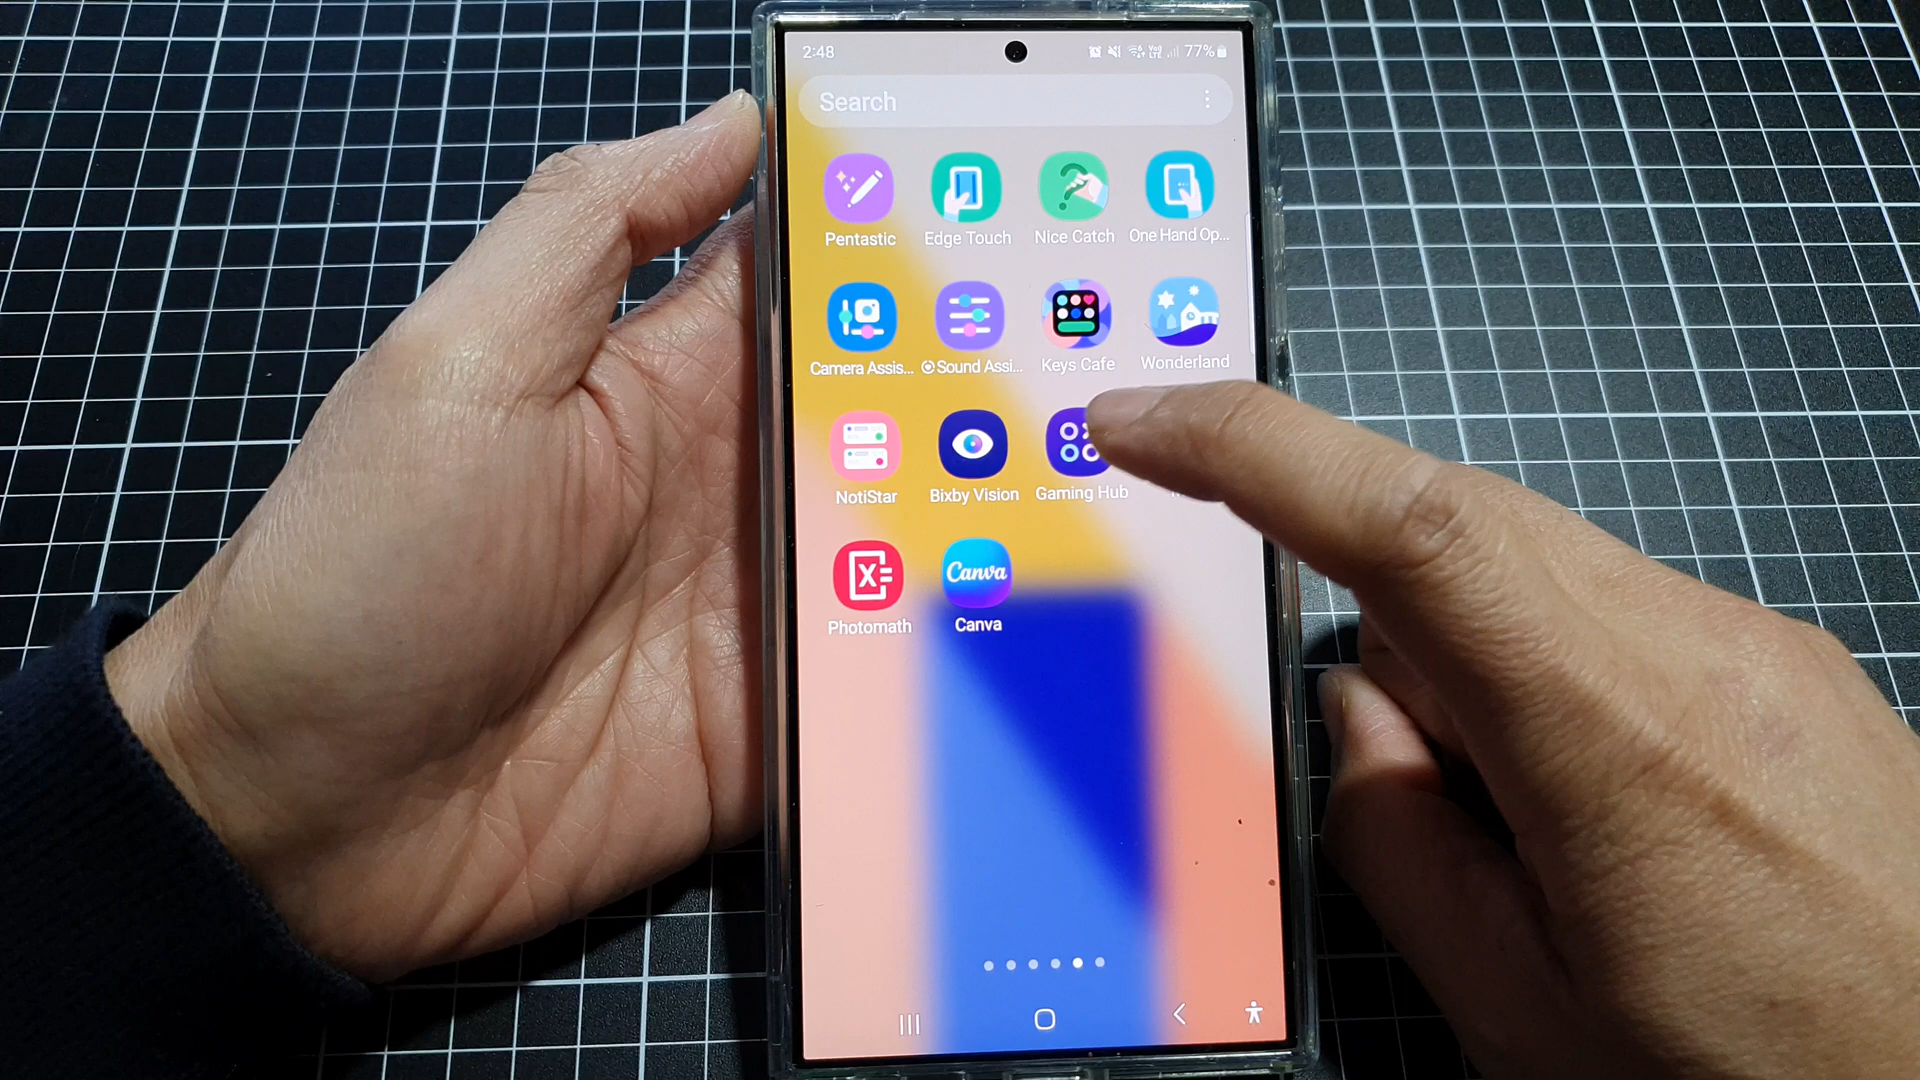 2:48 77%
Search
Pentastic Edge Touch Nice Catch One Hand Op...
Camera Assis... Sound Assi... Keys Cafe Wonderland
NotiStar Bixby Vision Gaming Hub
Canva
Photomath Canva